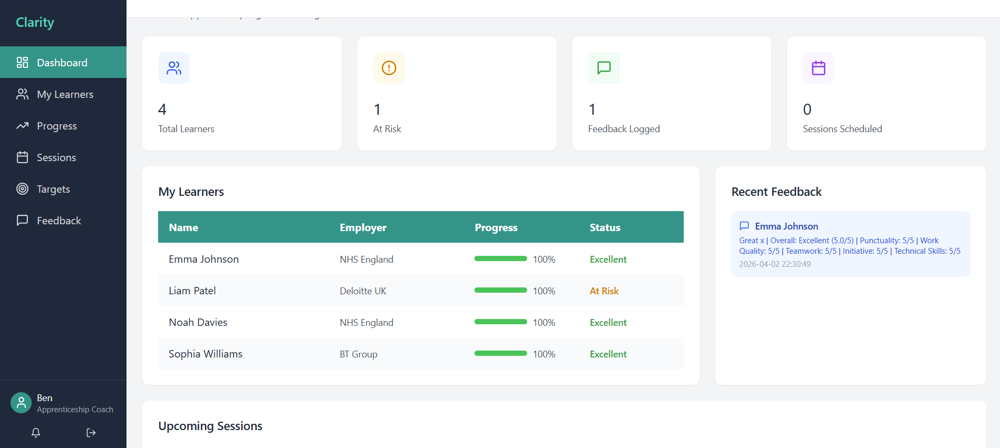 Clarity
Dashboard
My Learners
Progress
Sessions
Targets
Feedback
Ben
Apprenticeship Coach
4
Total Learners
1
At Risk
1
Feedback Logged
0
Sessions Scheduled
My Learners
Name Employer Progress Status
Emma Johnson NHS England 100% Excellent
Liam Patel Deloitte UK 100% At Risk
Noah Davies NHS England 100% Excellent
Sophia Williams BT Group 100% Excellent
Recent Feedback
Emma Johnson
Great x | Overall: Excellent (5.0/5) | Punctuality: 5/5 | Work
Quality: 5/5 | Teamwork: 5/5 | Initiative: 5/5 | Technical Skills: 5/5
2026-04-02 22:30:49
Upcoming Sessions